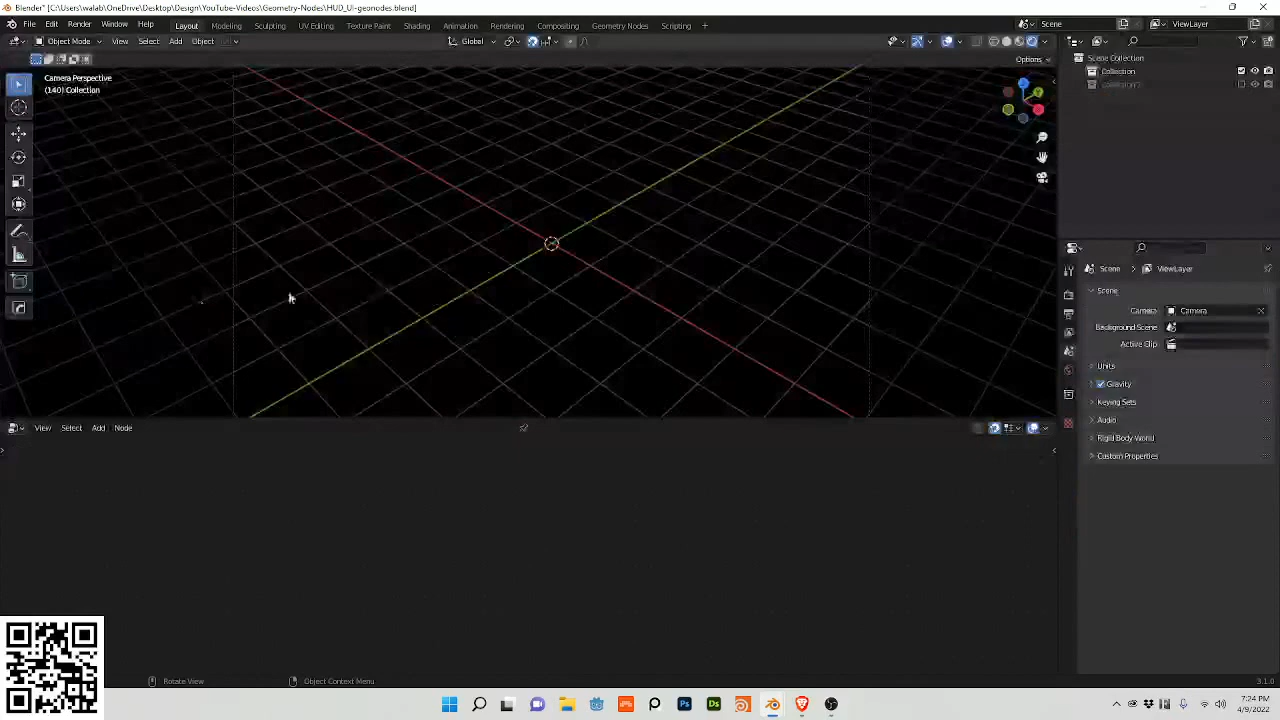 Blender* [C:\Users\walab\OneDrive\Desktop\Design\YouTube-Videos\Geometry-Nodes\HUD_UI-geonodes.blend]
File Edit Render Window Help Layout Modeling Sculpting UV Editing Texture Paint Shading Animation Rendering Compositing Geometry Nodes Scripting + Scene ViewLayer
Object Mode View Select Add Object Global
Options
Camera Perspective
(140) Collection
Scene Collection
Collection
Scene > ViewLayer
Scene
Camera Camera
Background Scene
Active Clip
Units
Gravity
Keying Sets
Audio
Rigid Body World
Custom Properties
View Select Add Node
Rotate View Object Context Menu 3.1.0
Ps Ds
7:24 PM
4/9/2022